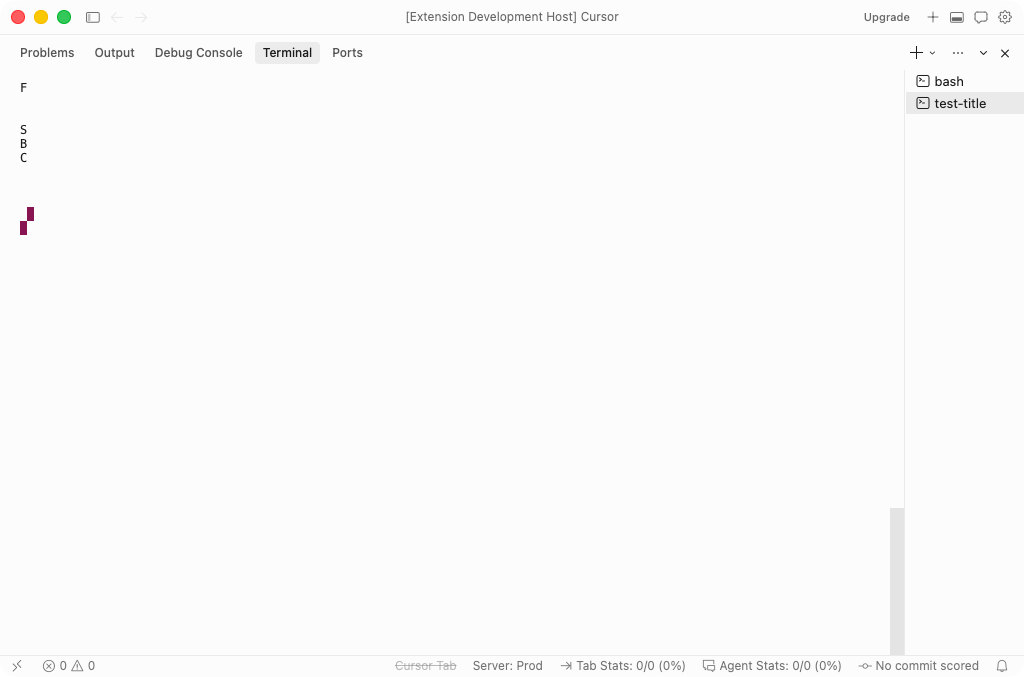 [Extension Development Host] Cursor
Upgrade
Problems Output Debug Console Terminal Ports
F
S
B
C
bash
test-title
0 0
Cursor Tab Server: Prod Tab Stats: 0/0 (0%) Agent Stats: 0/0 (0%) No commit scored